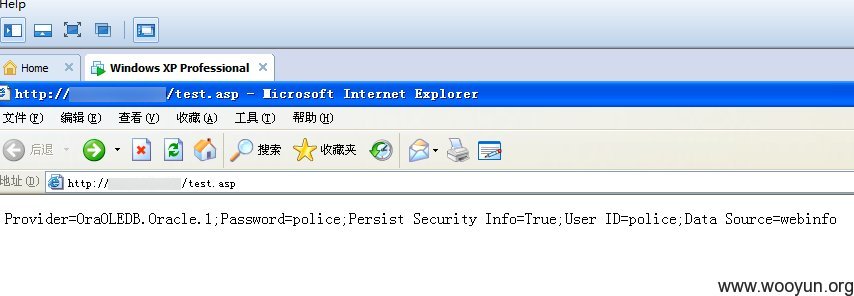 Help
Home
Windows XP Professional
http:// /test.asp - Microsoft Internet Explorer
文件(F) 编辑(E) 查看(V) 收藏(A) 工具(T) 帮助(H)
后退 搜索 收藏夹
地址(D) http:// /test.asp
Provider=OraOLEDB.Oracle.1;Password=police;Persist Security Info=True;User ID=police;Data Source=webinfo
www.wooyun.org